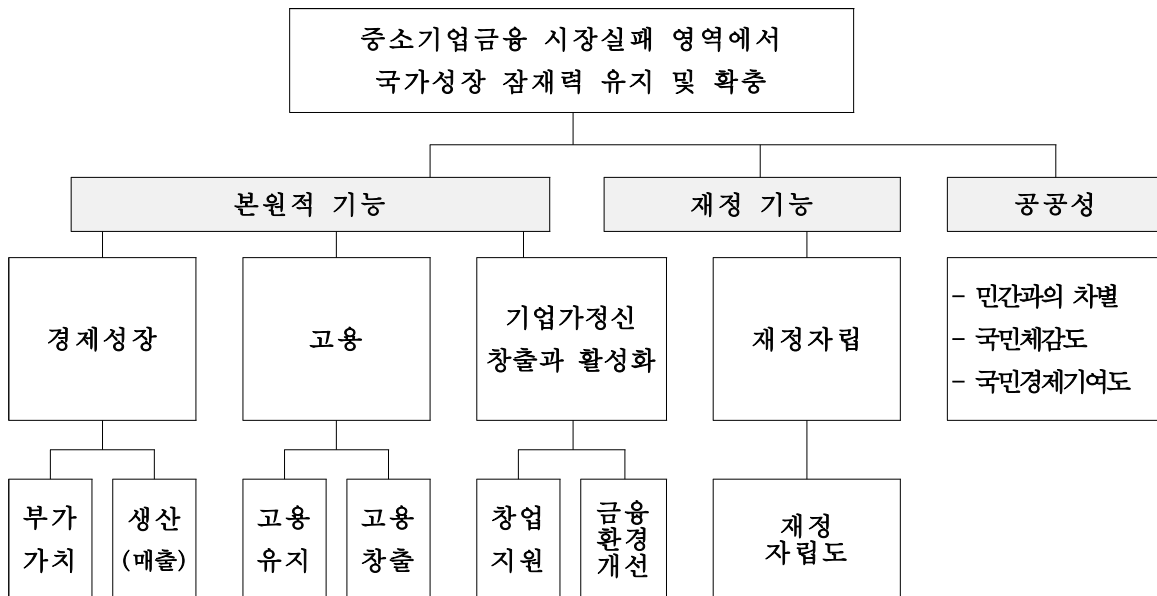 중소기업금융 시장실패 영역에서
국가성장 잠재력 유지 및 확충
본원적 기능
재정 기능
공공성
경제성장
고용
기업가정신
창출과 활성화
재정자립
- 민간과의 차별
- 국민체감도
- 국민경제기여도
부가
가치
생산
(매출)
고용
유지
고용
창출
창업
지원
금융
환경
개선
재정
자립도